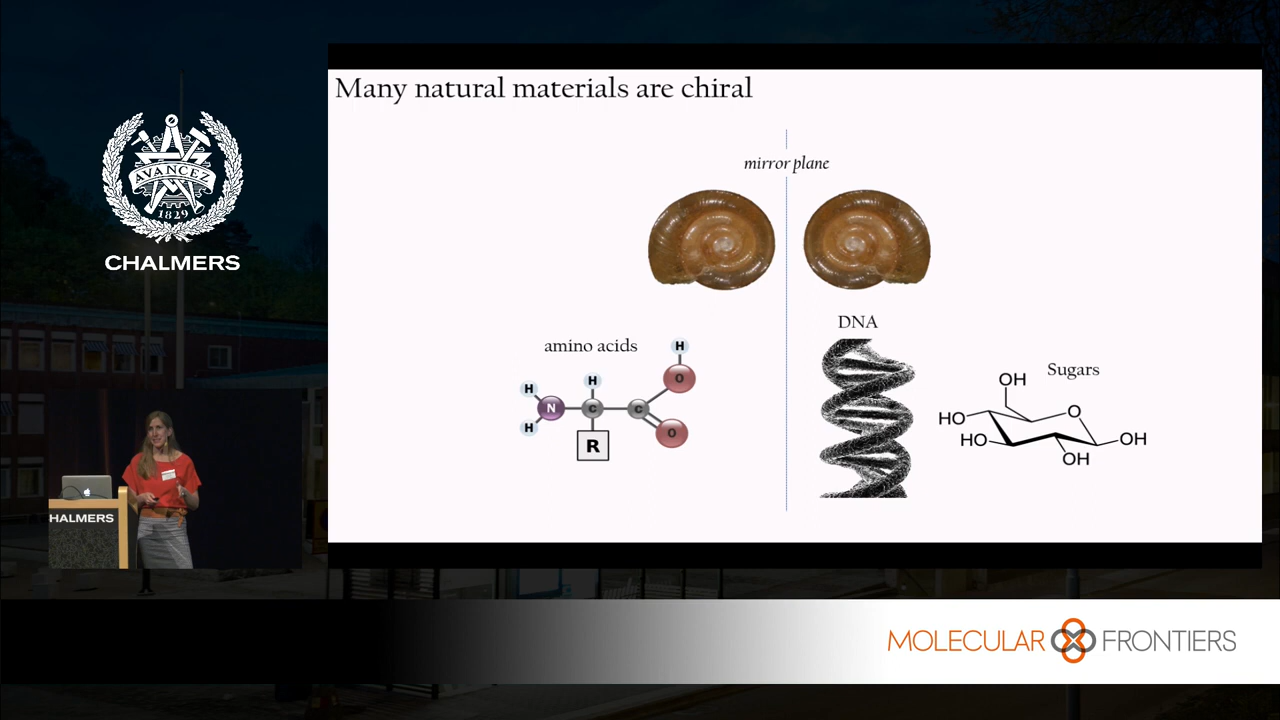 Many natural materials are chiral
mirror plane
AVANCEZ
1829
CHALMERS
DNA
amino acids
H
O
H
H
N
C
C
H
O
R
Sugars
OH
O
HO
HO
OH
OH
HALMERS
MOLECULAR FRONTIERS